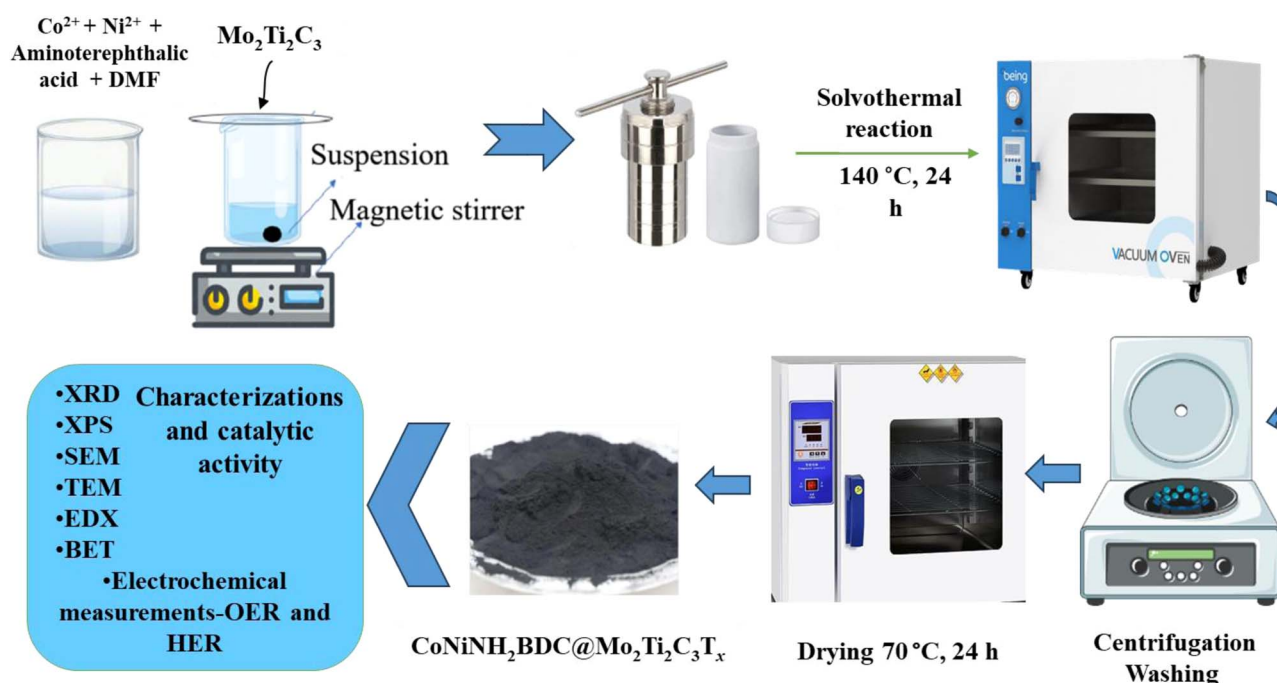 Co²⁺ + Ni²⁺ +
Aminoterephthalic
acid + DMF
Mo₂Ti₂C₃
Suspension
Magnetic stirrer
Solvothermal
reaction
140 °C, 24
h
being
VACUUM OVEN
•XRD
•XPS
•SEM
•TEM
•EDX
•BET
Characterizations
and catalytic
activity
•Electrochemical
measurements-OER and
HER
CoNiNH₂BDC@Mo₂Ti₂C₃Tₓ
Drying 70 °C, 24 h
Centrifugation
Washing